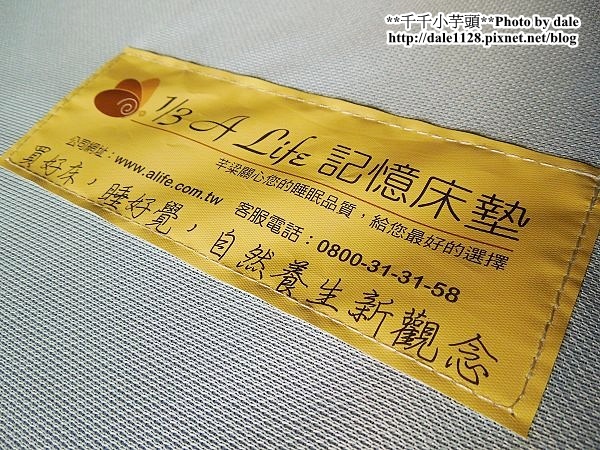 **千千小芋頭**Photo by dale
http://dale1128.pixnet.net/blog
1/3 A Life 記憶床墊
芊梁關心您的睡眠品質，給您最好的選擇
公司網址：www.alife.com.tw
客服電話：0800-31-31-58
買好床，睡好覺，自然養生新觀念